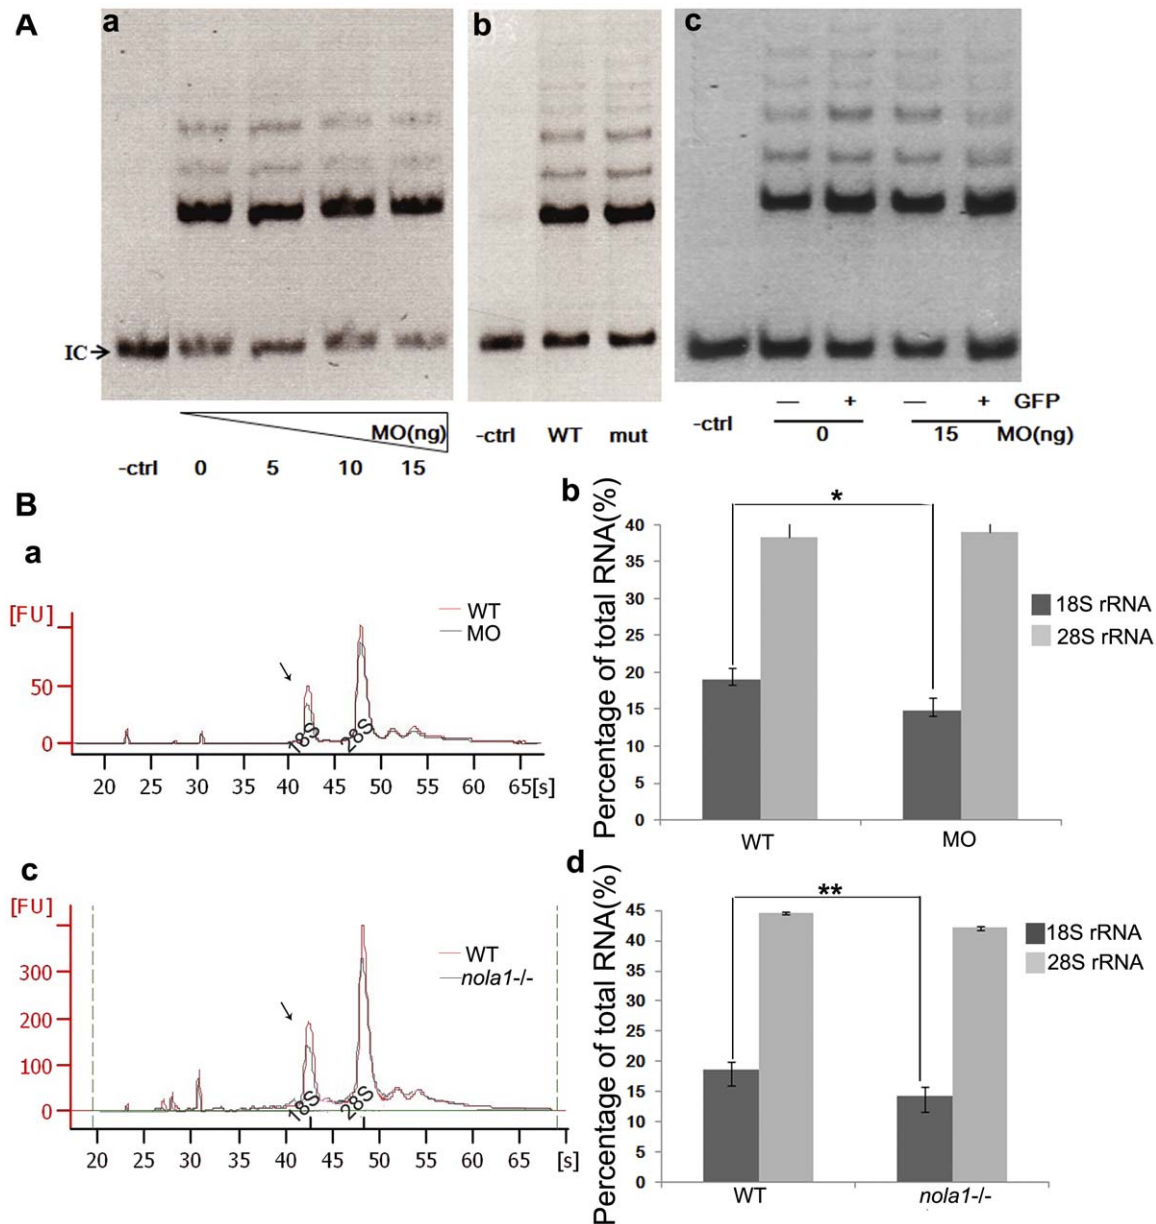 A
a
b
c
IC→
MO(ng)
-ctrl 0 5 10 15
-ctrl WT mut
— + — + GFP
-ctrl 0 15 MO(ng)
B
a
[FU]
WT
MO
50
0
18S 28S
20 25 30 35 40 45 50 55 60 65[s]
b
Percentage of total RNA(%)
*
40
35
30
25
20
15
10
5
0
WT MO
18S rRNA
28S rRNA
c
[FU]
WT
nola1-/-
300
200
100
0
18S 28S
20 25 30 35 40 45 50 55 60 65 [s]
d
Percentage of total RNA(%)
**
45
40
35
30
25
20
15
10
5
0
WT nola1-/-
18S rRNA
28S rRNA